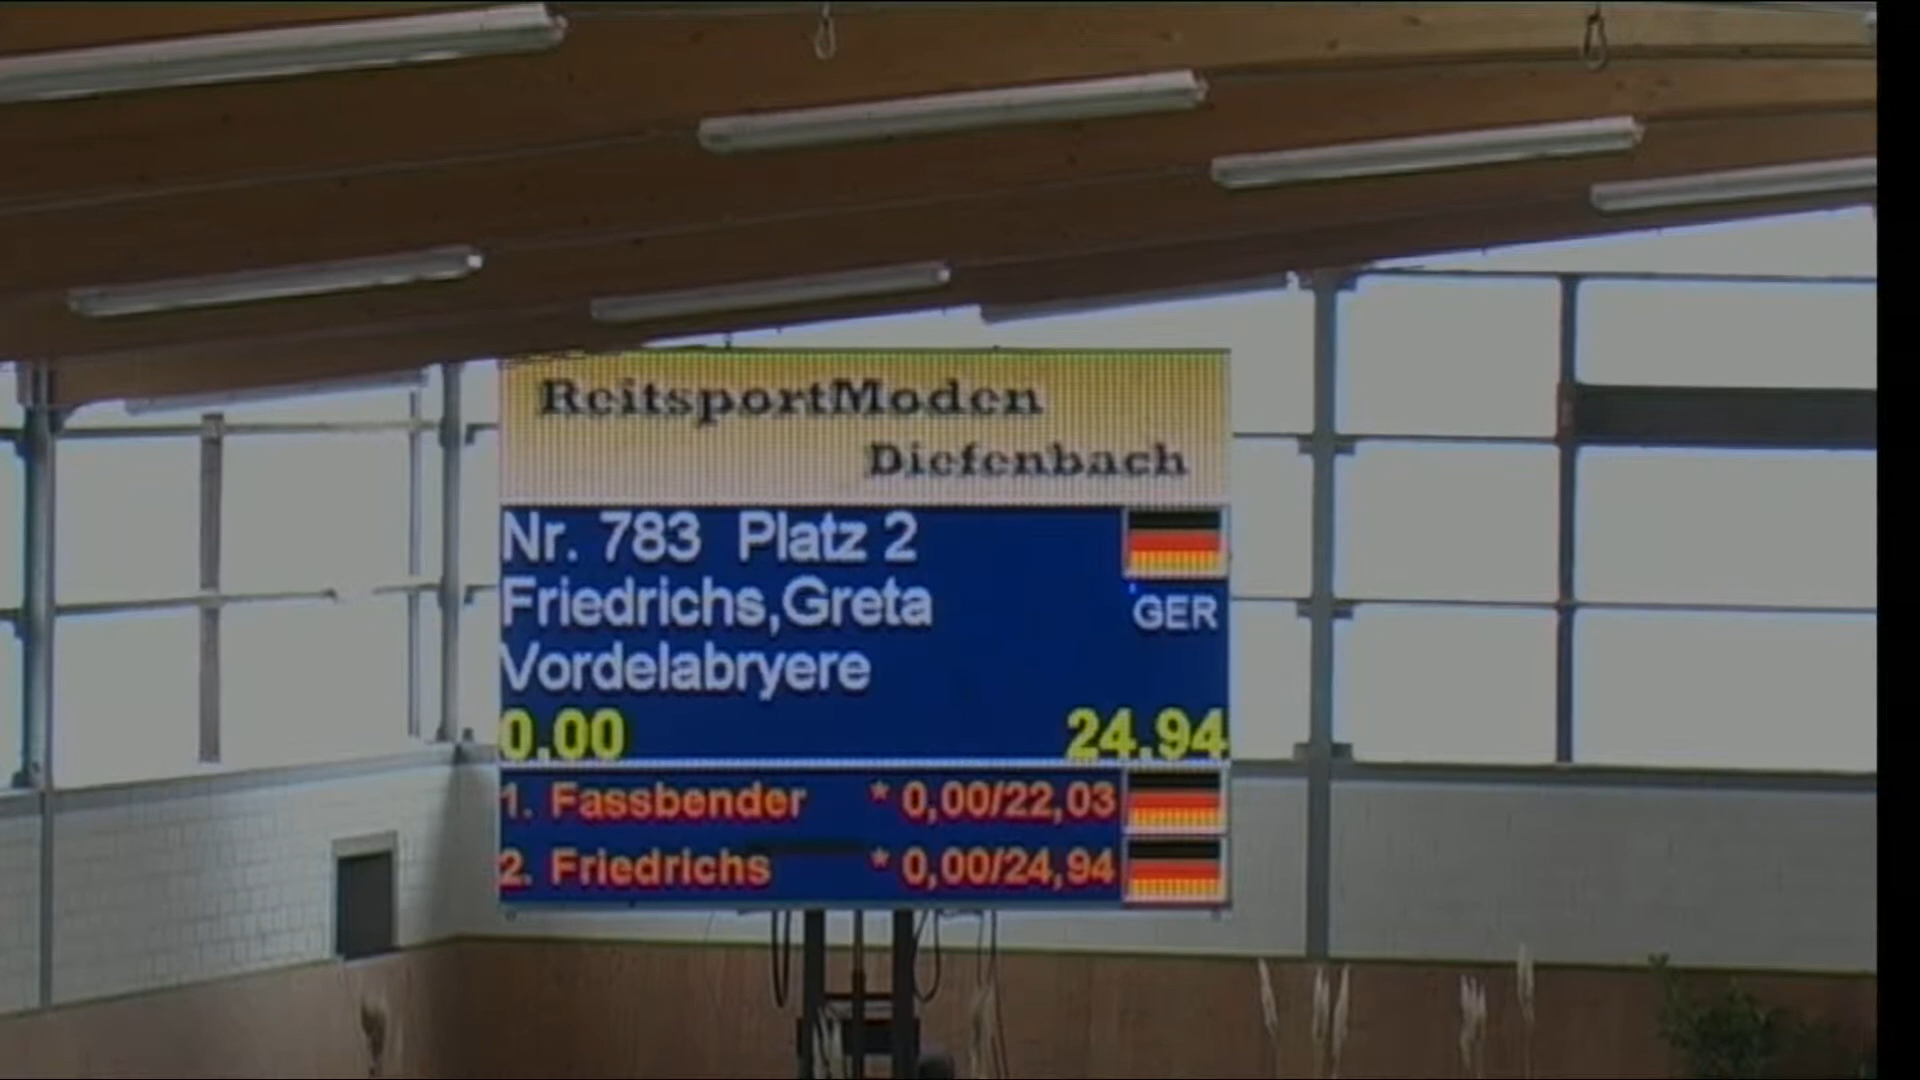 ReitsportModen
Diefenbach
Nr. 783 Platz 2
Friedrichs,Greta
GER
Vordelabryere
0.00 24.94
1. Fassbender * 0,00/22,03
2. Friedrichs * 0,00/24,94